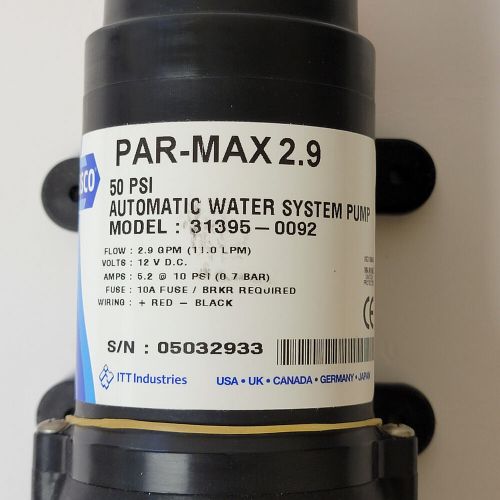 SCO
PAR-MAX 2.9
50 PSI
AUTOMATIC WATER SYSTEM PUMP
MODEL : 31395-0092
FLOW : 2.9 GPM (11.0 LPM)
VOLTS : 12 V D.C.
AMPS : 5.2 @ 10 PSI (0.7 BAR)
FUSE : 10A FUSE / BRKR REQUIRED
WIRING : + RED - BLACK
S/N : 05032933
CE
ITT Industries
USA • UK • CANADA • GERMANY • JAPAN